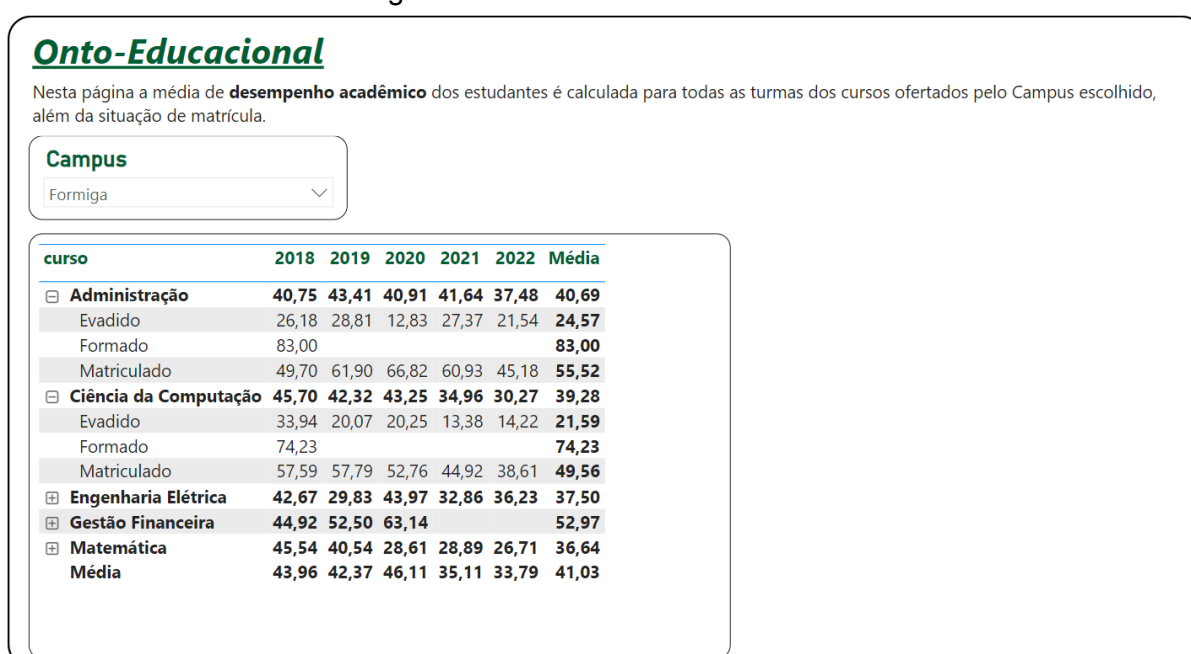 Onto-Educacional
Nesta página a média de desempenho acadêmico dos estudantes é calculada para todas as turmas dos cursos ofertados pelo Campus escolhido,
além da situação de matrícula.
Campus
Formiga
curso 2018 2019 2020 2021 2022 Média
Administração 40,75 43,41 40,91 41,64 37,48 40,69
Evadido 26,18 28,81 12,83 27,37 21,54 24,57
Formado 83,00 83,00
Matriculado 49,70 61,90 66,82 60,93 45,18 55,52
Ciência da Computação 45,70 42,32 43,25 34,96 30,27 39,28
Evadido 33,94 20,07 20,25 13,38 14,22 21,59
Formado 74,23 74,23
Matriculado 57,59 57,79 52,76 44,92 38,61 49,56
Engenharia Elétrica 42,67 29,83 43,97 32,86 36,23 37,50
Gestão Financeira 44,92 52,50 63,14 52,97
Matemática 45,54 40,54 28,61 28,89 26,71 36,64
Média 43,96 42,37 46,11 35,11 33,79 41,03